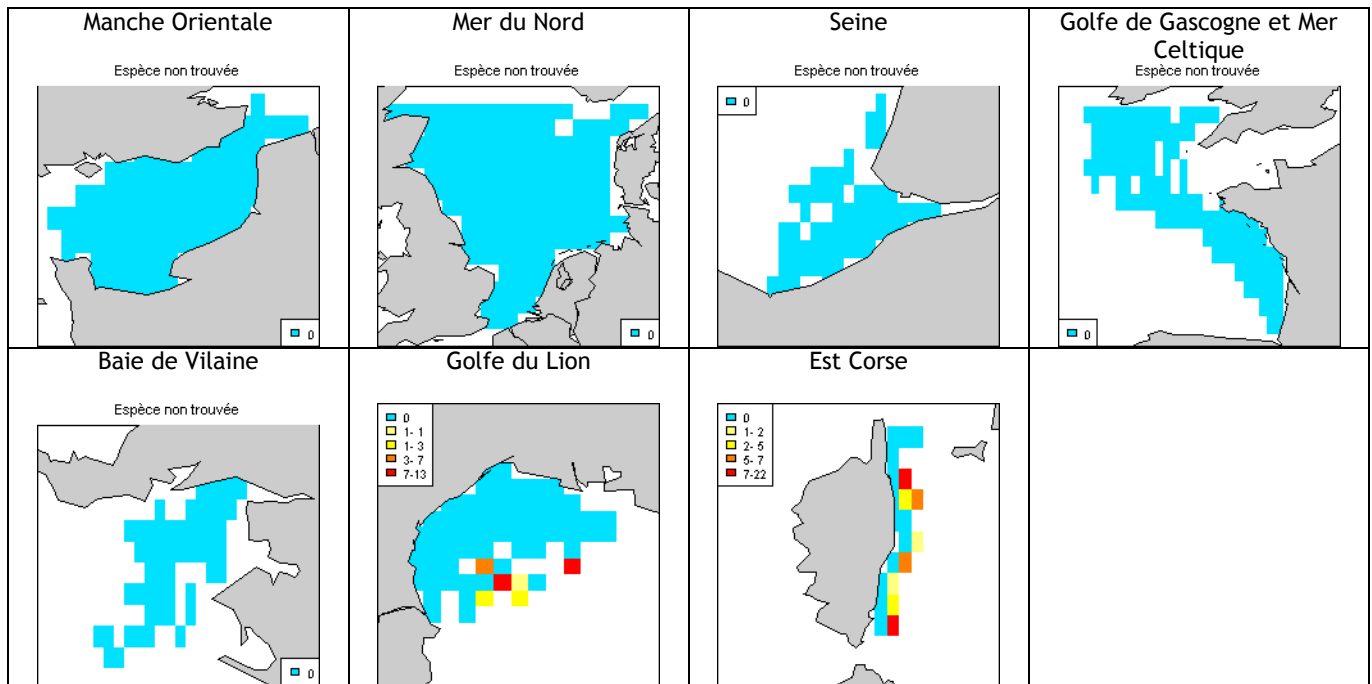 Manche Orientale
Espèce non trouvée
0
Mer du Nord
Espèce non trouvée
0
Seine
Espèce non trouvée
0
Golfe de Gascogne et Mer
Celtique
Espèce non trouvée
0
Baie de Vilaine
Espèce non trouvée
0
Golfe du Lion
0
1- 1
1- 3
3- 7
7-13
Est Corse
0
1- 2
2- 5
5- 7
7-22